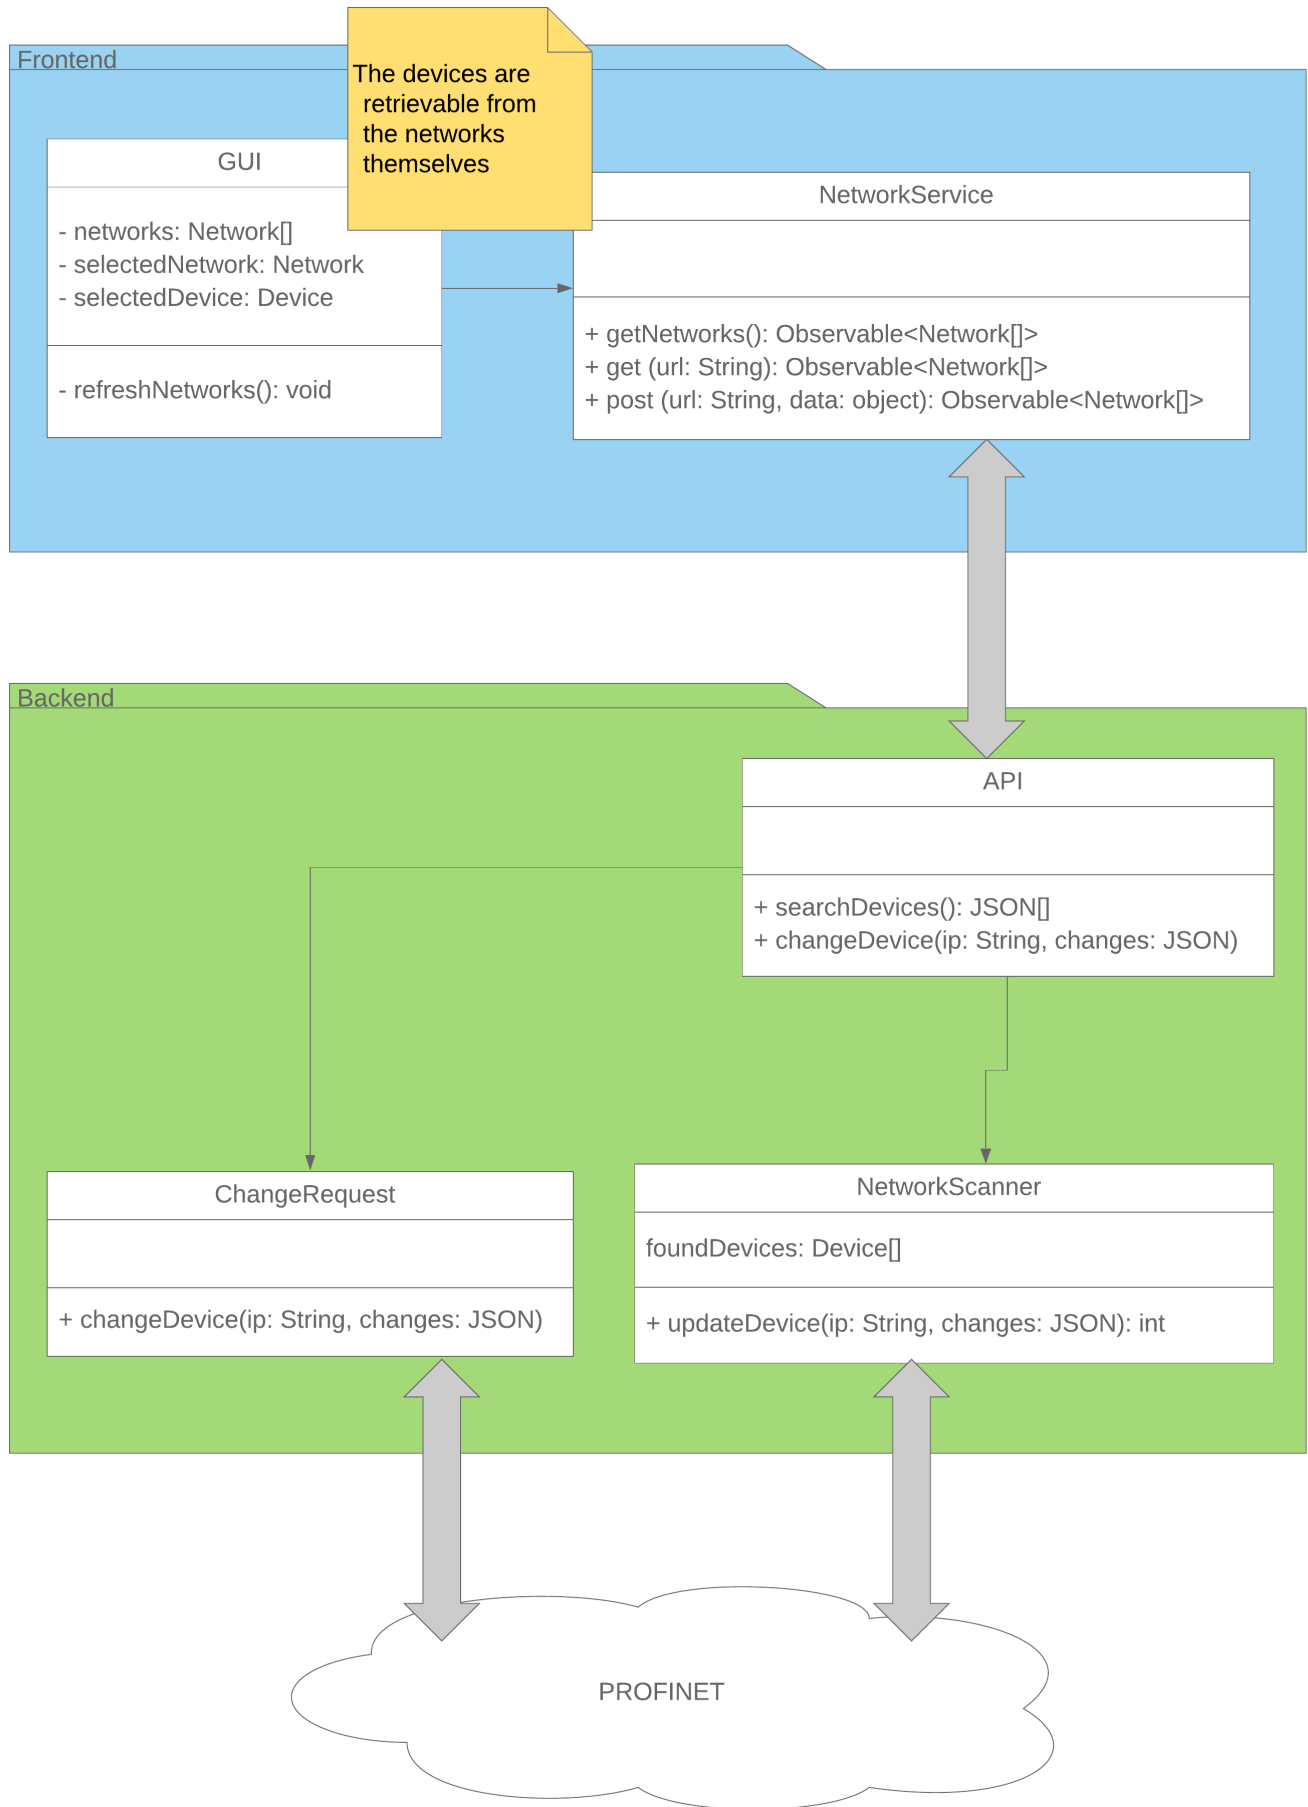 Frontend
The devices are
retrievable from
the networks
themselves
GUI
- networks: Network[]
- selectedNetwork: Network
- selectedDevice: Device
- refreshNetworks(): void
NetworkService
+ getNetworks(): Observable<Network[]>
+ get (url: String): Observable<Network[]>
+ post (url: String, data: object): Observable<Network[]>
Backend
API
+ searchDevices(): JSON[]
+ changeDevice(ip: String, changes: JSON)
ChangeRequest
+ changeDevice(ip: String, changes: JSON)
NetworkScanner
foundDevices: Device[]
+ updateDevice(ip: String, changes: JSON): int
PROFINET